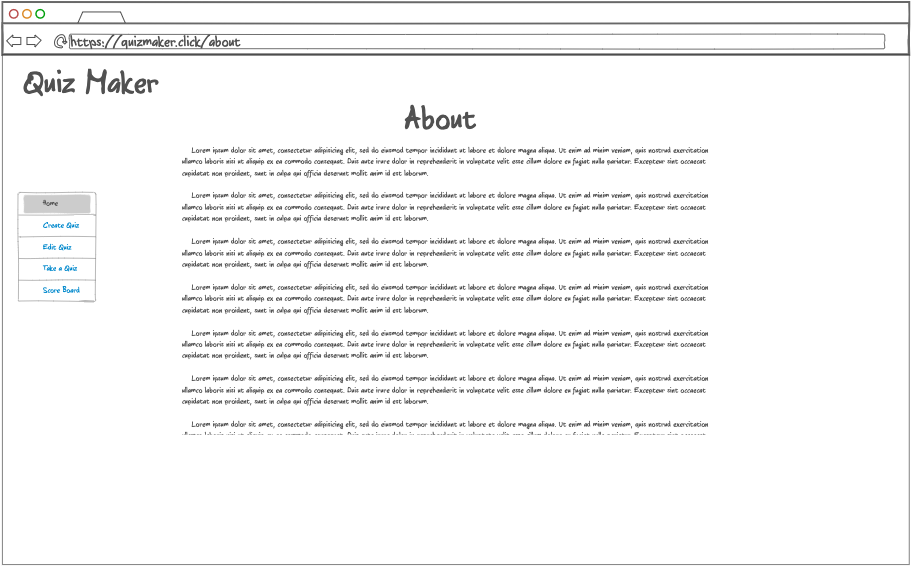 https://quizmaker.click/about
Quiz Maker
About
Lorem ipsum dolor sit amet, consectetur adipisicing elit, sed do eiusmod tempor incididunt ut labore et dolore magna aliqua. Ut enim ad minim veniam, quis nostrud exercitation
ullamco laboris nisi ut aliquip ex ea commodo consequat. Duis aute irure dolor in reprehenderit in voluptate velit esse cillum dolore eu fugiat nulla pariatur. Excepteur sint occaecat
cupidatat non proident, sunt in culpa qui officia deserunt mollit anim id est laborum.
Lorem ipsum dolor sit amet, consectetur adipisicing elit, sed do eiusmod tempor incididunt ut labore et dolore magna aliqua. Ut enim ad minim veniam, quis nostrud exercitation
ullamco laboris nisi ut aliquip ex ea commodo consequat. Duis aute irure dolor in reprehenderit in voluptate velit esse cillum dolore eu fugiat nulla pariatur. Excepteur sint occaecat
cupidatat non proident, sunt in culpa qui officia deserunt mollit anim id est laborum.
Lorem ipsum dolor sit amet, consectetur adipisicing elit, sed do eiusmod tempor incididunt ut labore et dolore magna aliqua. Ut enim ad minim veniam, quis nostrud exercitation
ullamco laboris nisi ut aliquip ex ea commodo consequat. Duis aute irure dolor in reprehenderit in voluptate velit esse cillum dolore eu fugiat nulla pariatur. Excepteur sint occaecat
cupidatat non proident, sunt in culpa qui officia deserunt mollit anim id est laborum.
Lorem ipsum dolor sit amet, consectetur adipisicing elit, sed do eiusmod tempor incididunt ut labore et dolore magna aliqua. Ut enim ad minim veniam, quis nostrud exercitation
ullamco laboris nisi ut aliquip ex ea commodo consequat. Duis aute irure dolor in reprehenderit in voluptate velit esse cillum dolore eu fugiat nulla pariatur. Excepteur sint occaecat
cupidatat non proident, sunt in culpa qui officia deserunt mollit anim id est laborum.
Lorem ipsum dolor sit amet, consectetur adipisicing elit, sed do eiusmod tempor incididunt ut labore et dolore magna aliqua. Ut enim ad minim veniam, quis nostrud exercitation
ullamco laboris nisi ut aliquip ex ea commodo consequat. Duis aute irure dolor in reprehenderit in voluptate velit esse cillum dolore eu fugiat nulla pariatur. Excepteur sint occaecat
cupidatat non proident, sunt in culpa qui officia deserunt mollit anim id est laborum.
Lorem ipsum dolor sit amet, consectetur adipisicing elit, sed do eiusmod tempor incididunt ut labore et dolore magna aliqua. Ut enim ad minim veniam, quis nostrud exercitation
ullamco laboris nisi ut aliquip ex ea commodo consequat. Duis aute irure dolor in reprehenderit in voluptate velit esse cillum dolore eu fugiat nulla pariatur. Excepteur sint occaecat
cupidatat non proident, sunt in culpa qui officia deserunt mollit anim id est laborum.
Lorem ipsum dolor sit amet, consectetur adipisicing elit, sed do eiusmod tempor incididunt ut labore et dolore magna aliqua. Ut enim ad minim veniam, quis nostrud exercitation
Home
Create Quiz
Edit Quiz
Take a Quiz
Score Board